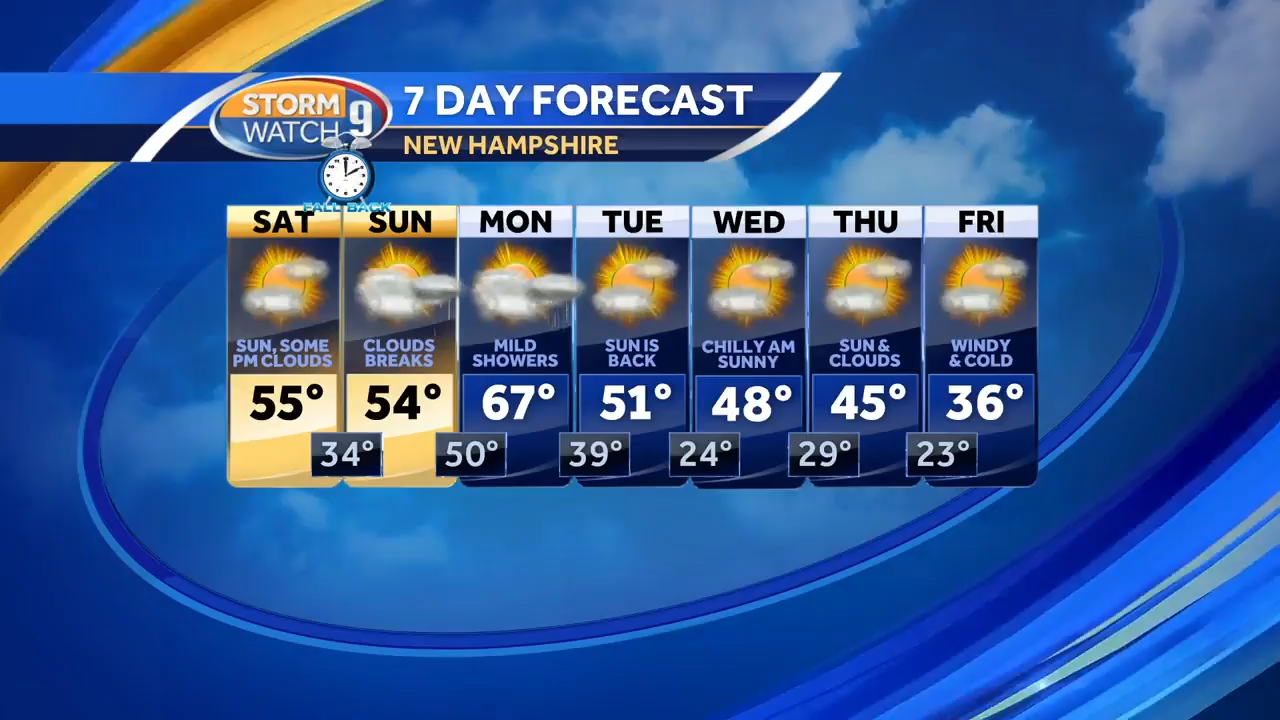 STORM
WATCH 9
7 DAY FORECAST
NEW HAMPSHIRE
FALL BACK
SAT SUN MON TUE WED THU FRI
SUN, SOME
PM CLOUDS
CLOUDS
BREAKS
MILD
SHOWERS
SUN IS
BACK
CHILLY AM
SUNNY
SUN &
CLOUDS
WINDY
& COLD
55° 54° 67° 51° 48° 45° 36°
34° 50° 39° 24° 29° 23°